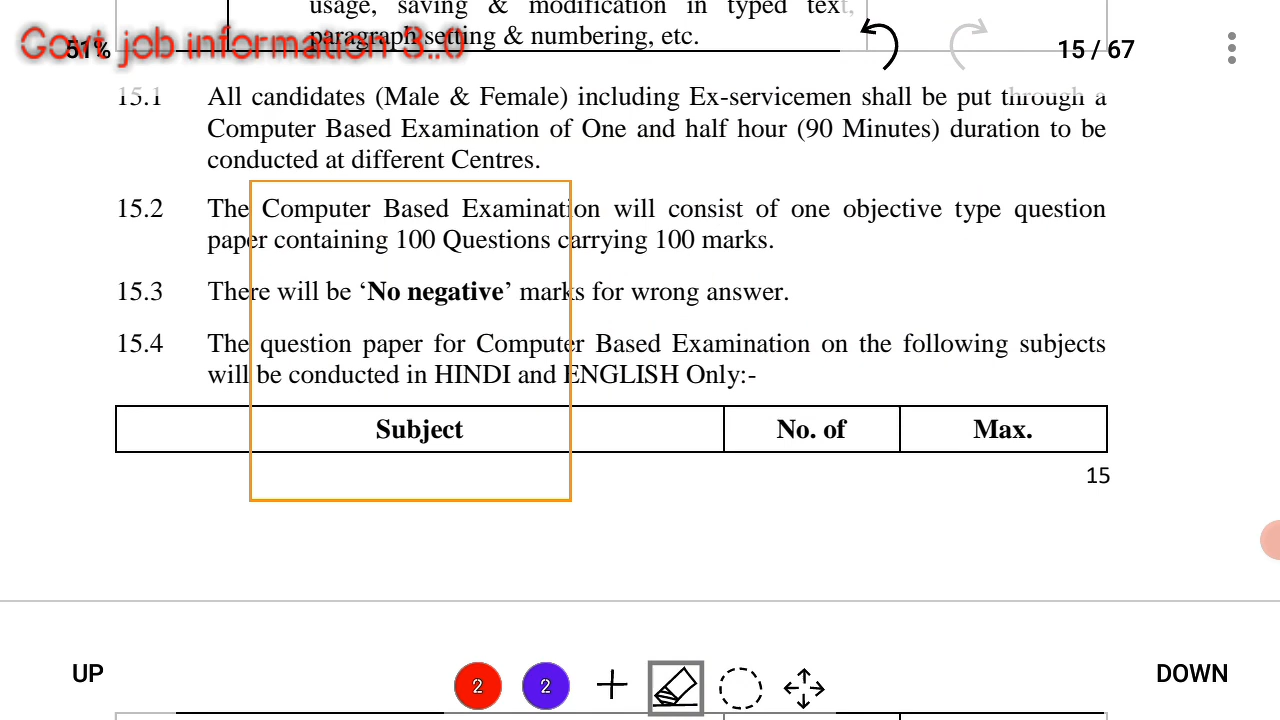 usage, saving & modification in typed text,
paragraph setting & numbering, etc.
Govt job information 3..0
51%
15 / 67
15.1 All candidates (Male & Female) including Ex-servicemen shall be put through a
Computer Based Examination of One and half hour (90 Minutes) duration to be
conducted at different Centres.
15.2 The Computer Based Examination will consist of one objective type question
paper containing 100 Questions carrying 100 marks.
15.3 There will be ‘No negative’ marks for wrong answer.
15.4 The question paper for Computer Based Examination on the following subjects
will be conducted in HINDI and ENGLISH Only:-
Subject No. of Max.
15
UP
DOWN
2 2